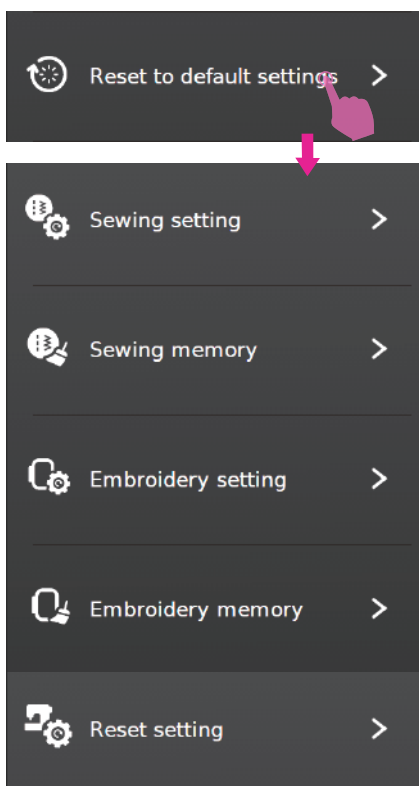 Reset to default settings
Sewing setting
Sewing memory
Embroidery setting
Embroidery memory
Reset setting